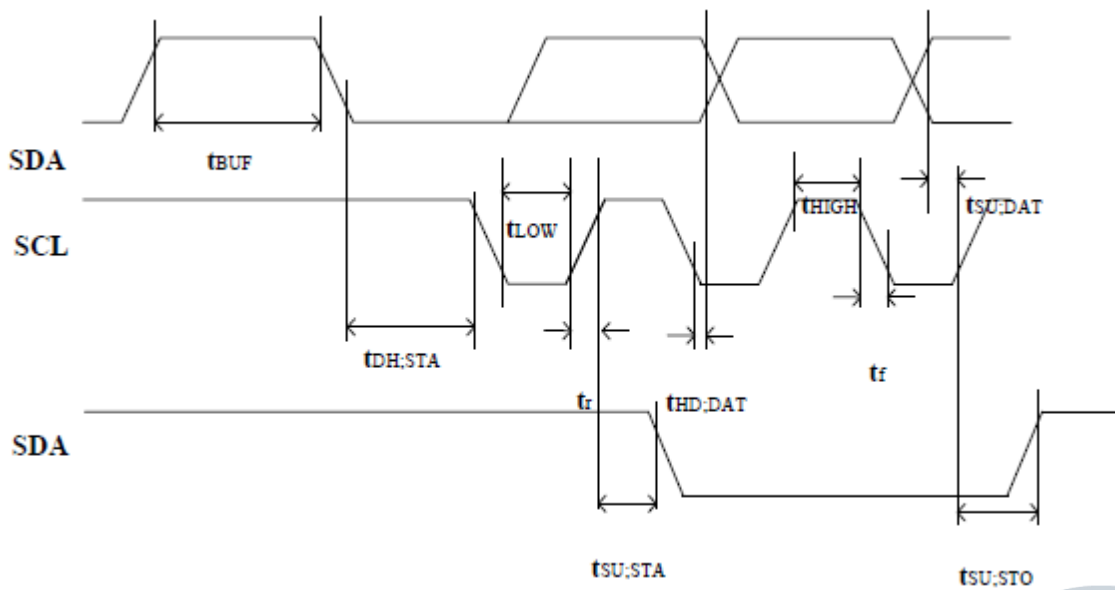 SDA
tBUF
tHIGH
tSU;DAT
tLOW
SCL
tDH;STA
tf
tr
tHD;DAT
SDA
tSU;STA
tSU;STO